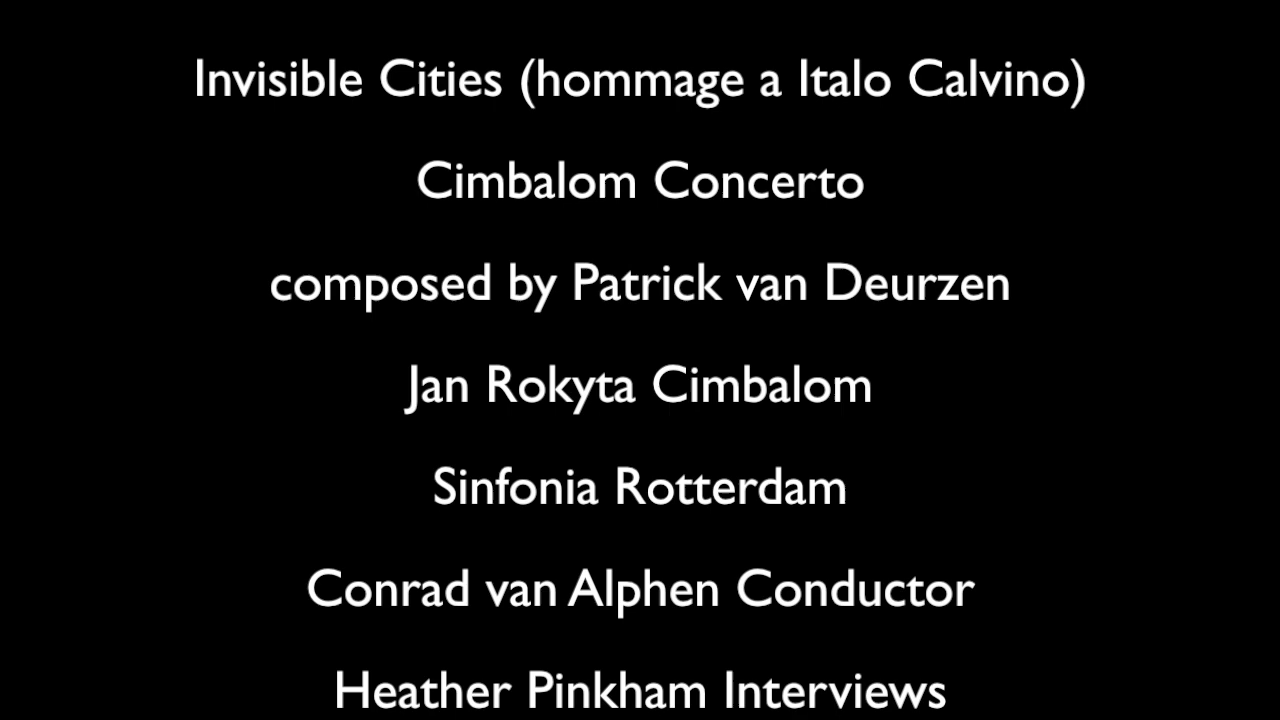 Invisible Cities (hommage a Italo Calvino)
Cimbalom Concerto
composed by Patrick van Deurzen
Jan Rokyta Cimbalom
Sinfonia Rotterdam
Conrad van Alphen Conductor
Heather Pinkham Interviews